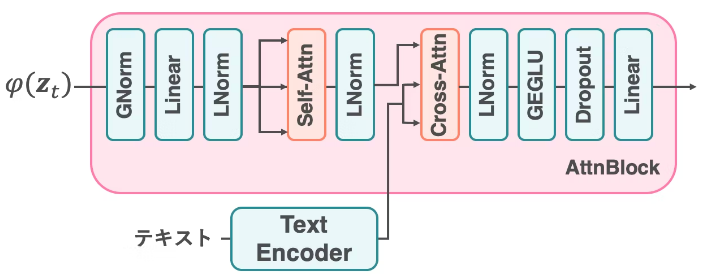 φ(z_t)
GNorm
Linear
LNorm
Self-Attn
LNorm
Cross-Attn
LNorm
GEGLU
Dropout
Linear
AttnBlock
テキスト
Text
Encoder